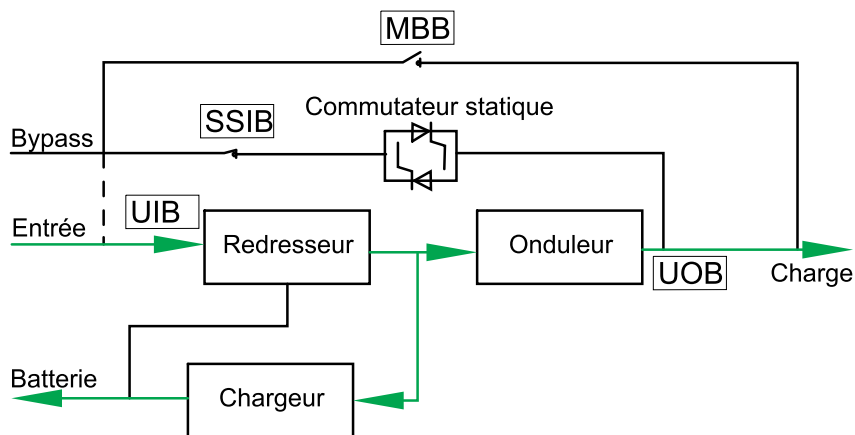 MBB
Commutateur statique
SSIB
Bypass
UIB
Entrée
Redresseur
Onduleur
UOB
Charge
Batterie
Chargeur